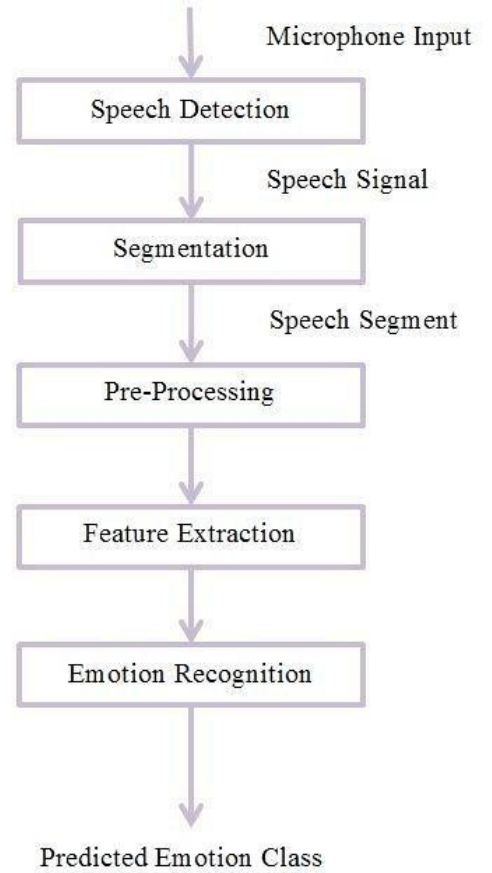 Microphone Input
Speech Detection
Speech Signal
Segmentation
Speech Segment
Pre-Processing
Feature Extraction
Emotion Recognition
Predicted Emotion Class